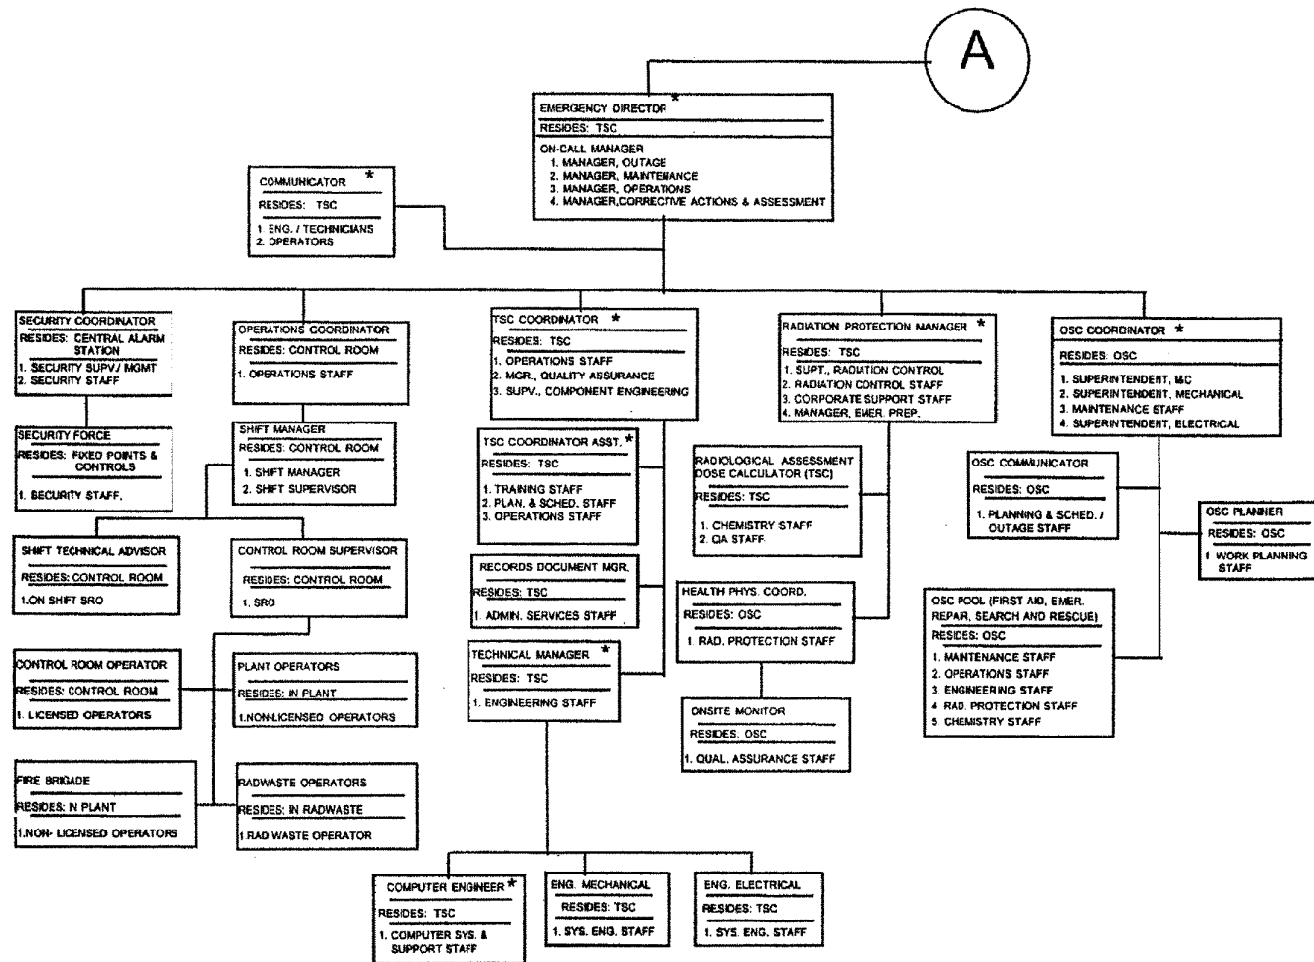 A
EMERGENCY DIRECTOR *
RESIDES: TSC
ON-CALL MANAGER
1. MANAGER, OUTAGE
2. MANAGER, MAINTENANCE
3. MANAGER, OPERATIONS
4. MANAGER, CORRECTIVE ACTIONS & ASSESSMENT
COMMUNICATOR *
RESIDES: TSC
1. ENG. / TECHNICIANS
2. OPERATORS
SECURITY COORDINATOR
RESIDES: CENTRAL ALARM
STATION
1. SECURITY SUPV./ MGMT
2. SECURITY STAFF
OPERATIONS COORDINATOR
RESIDES: CONTROL ROOM
1. OPERATIONS STAFF
TSC COORDINATOR *
RESIDES: TSC
1. OPERATIONS STAFF
2. MGR., QUALITY ASSURANCE
3. SUPV., COMPONENT ENGINEERING
RADIATION PROTECTION MANAGER *
RESIDES: TSC
1. SUPT., RADIATION CONTROL
2. RADIATION CONTROL STAFF
3. CORPORATE SUPPORT STAFF
4. MANAGER, EMER. PREP.
OSC COORDINATOR *
RESIDES: OSC
1. SUPERINTENDENT, I&C
2. SUPERINTENDENT, MECHANICAL
3. MAINTENANCE STAFF
4. SUPERINTENDENT, ELECTRICAL
SECURITY FORCE
RESIDES: FIXED POINTS &
CONTROLS
1. SECURITY STAFF.
SHIFT MANAGER
RESIDES: CONTROL ROOM
1. SHIFT MANAGER
2. SHIFT SUPERVISOR
TSC COORDINATOR ASST. *
RESIDES: TSC
1. TRAINING STAFF
2. PLAN. & SCHED. STAFF
3. OPERATIONS STAFF
RADIOLOGICAL ASSESSMENT
DOSE CALCULATOR (TSC)
RESIDES: TSC
1. CHEMISTRY STAFF
2. QA STAFF
OSC COMMUNICATOR
RESIDES: OSC
1. PLANNING & SCHED. /
OUTAGE STAFF
OSC PLANNER
RESIDES: OSC
1 WORK PLANNING
STAFF
SHIFT TECHNICAL ADVISOR
RESIDES: CONTROL ROOM
1.ON SHIFT SRO
CONTROL ROOM SUPERVISOR
RESIDES: CONTROL ROOM
1. SRO
RECORDS DOCUMENT MGR.
RESIDES: TSC
1. ADMIN. SERVICES STAFF
HEALTH PHYS. COORD.
RESIDES: OSC
1. RAD. PROTECTION STAFF
OSC POOL (FIRST AID, EMER.
REPAR, SEARCH AND RESCUE)
RESIDES: OSC
1. MANTENANCE STAFF
2. OPERATIONS STAFF
3. ENGINEERING STAFF
4 RAD. PROTECTION STAFF
5. CHEMISTRY STAFF
CONTROL ROOM OPERATOR
RESIDES: CONTROL ROOM
1. LICENSED OPERATORS
PLANT OPERATORS
RESIDES: IN PLANT
1.NON-LICENSED OPERATORS
TECHNICAL MANAGER *
RESIDES: TSC
1. ENGINEERING STAFF
ONSITE MONITOR
RESIDES: OSC
1. QUAL. ASSURANCE STAFF
FIRE BRIGADE
RESIDES: IN PLANT
1.NON- LICENSED OPERATORS
RADWASTE OPERATORS
RESIDES: IN RADWASTE
1.RAD WASTE OPERATOR
COMPUTER ENGINEER *
RESIDES: TSC
1. COMPUTER SYS. &
SUPPORT STAFF
ENG. MECHANICAL
RESIDES: TSC
1. SYS. ENG. STAFF
ENG. ELECTRICAL
RESIDES: TSC
1. SYS. ENG. STAFF